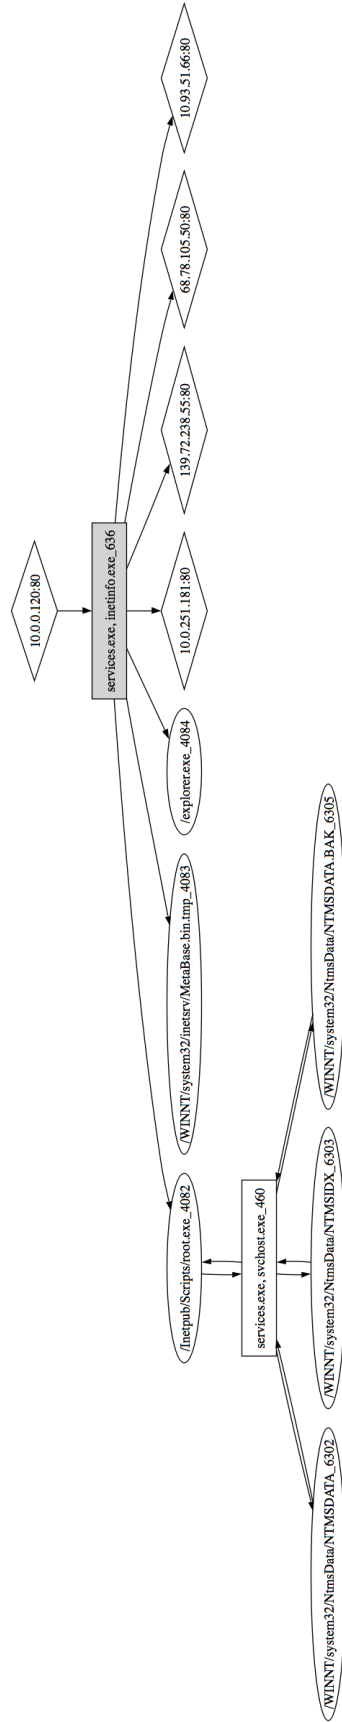 10.0.0.120:80
services.exe, inetinfo.exe_636
/Inetpub/Scripts/root.exe_4082
/WINNT/system32/inetsrv/MetaBase.bin.tmp_4083
/explorer.exe_4084
10.0.251.181:80
139.72.238.55:80
68.78.105.50:80
10.93.51.66:80
services.exe, svchost.exe_460
/WINNT/system32/NtmsData/NTMSDATA_6302
/WINNT/system32/NtmsData/NTMSIDX_6303
/WINNT/system32/NtmsData/NTMSDATA.BAK_6305